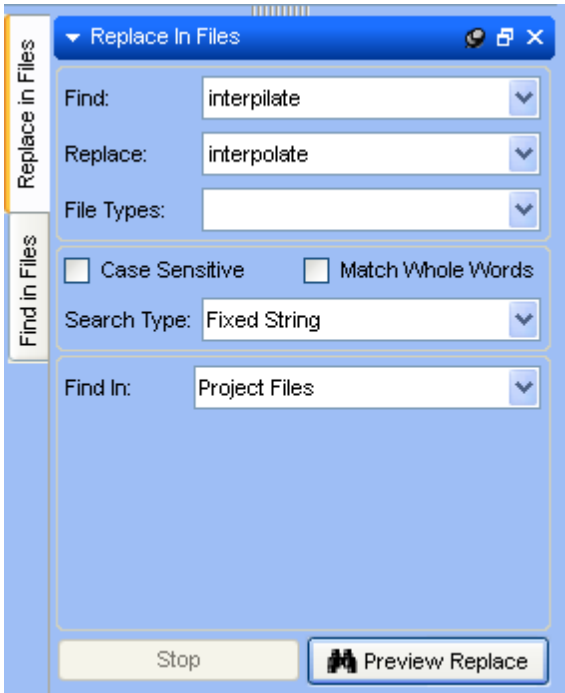 Replace in Files
Find in Files
Replace In Files
Find: interpilate
Replace: interpolate
File Types:
Case Sensitive Match Whole Words
Search Type: Fixed String
Find In: Project Files
Stop Preview Replace